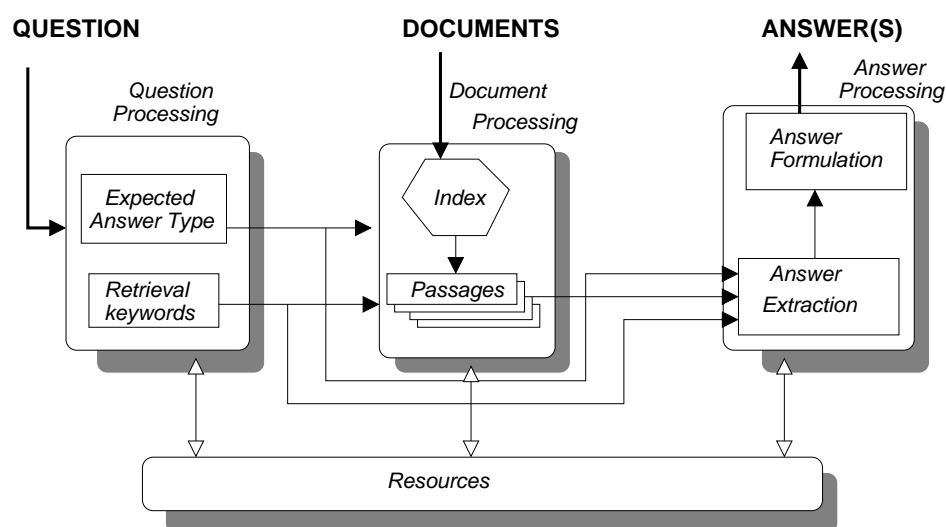 QUESTION
DOCUMENTS
ANSWER(S)
Question
Processing
Document
Processing
Answer
Processing
Expected
Answer Type
Retrieval
keywords
Index
Passages
Answer
Formulation
Answer
Extraction
Resources